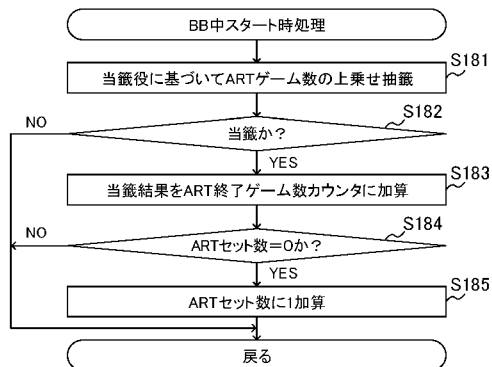 BB中スタート時処理
S181
当籤役に基づいてARTゲーム数の上乗せ抽籤
S182
当籤か？
NO
YES
S183
当籤結果をART終了ゲーム数カウンタに加算
S184
ARTセット数=0か？
NO
YES
S185
ARTセット数に1加算
戻る